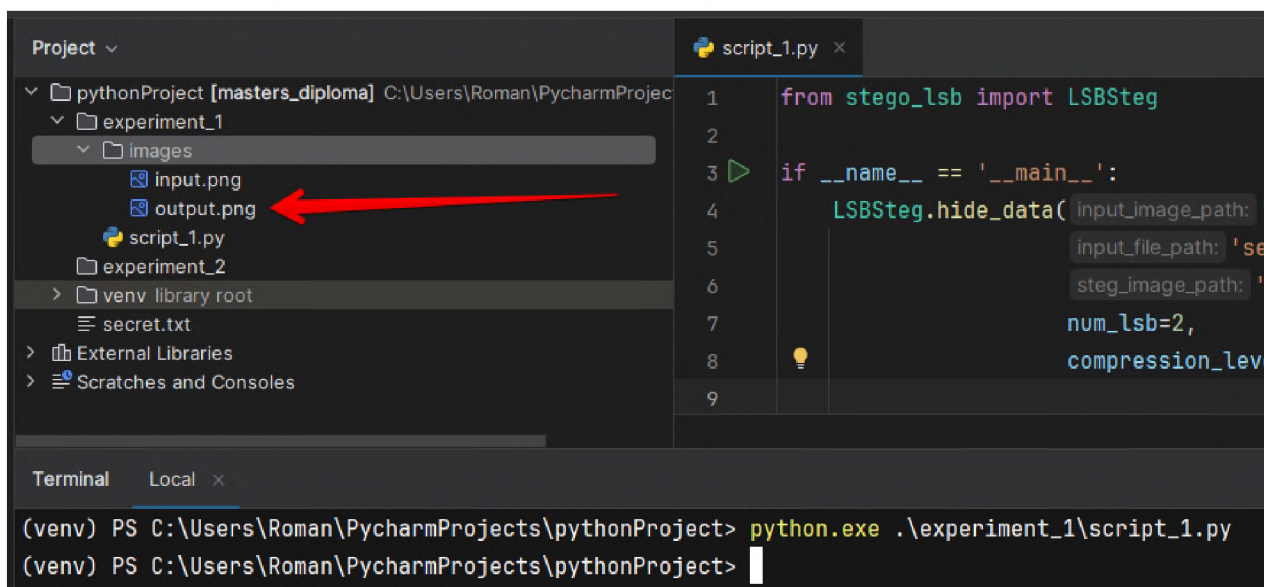 Project
pythonProject [masters_diploma] C:\Users\Roman\PycharmProjec
experiment_1
images
input.png
output.png
script_1.py
experiment_2
venv library root
secret.txt
External Libraries
Scratches and Consoles
script_1.py
1 from stego_lsb import LSBSteg
2
3 if __name__ == '__main__':
4 LSBSteg.hide_data( input_image_path:
5 input_file_path: 'se
6 steg_image_path: '
7 num_lsb=2,
8 compression_lev
9
Terminal Local
(venv) PS C:\Users\Roman\PycharmProjects\pythonProject> python.exe .\experiment_1\script_1.py
(venv) PS C:\Users\Roman\PycharmProjects\pythonProject>